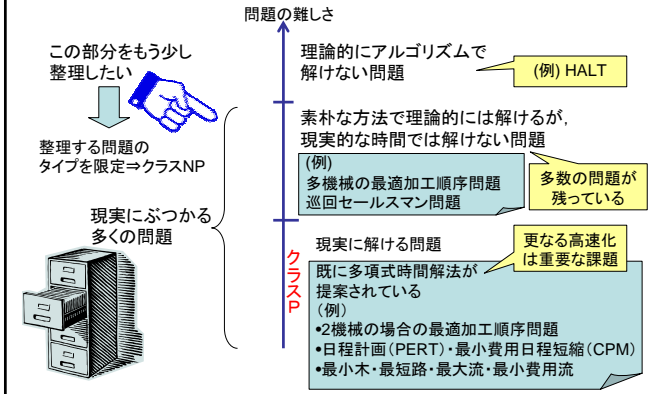 問題の難しさ
この部分をもう少し
整理したい
整理する問題の
タイプを限定⇒クラスNP
現実にぶつかる
多くの問題
理論的にアルゴリズムで
解けない問題
(例) HALT
素朴な方法で理論的には解けるが,
現実的な時間では解けない問題
(例)
多機械の最適加工順序問題
巡回セールスマン問題
多数の問題が
残っている
クラスP
現実に解ける問題
更なる高速化
は重要な課題
既に多項式時間解法が
提案されている
(例)
•2機械の場合の最適加工順序問題
•日程計画(PERT)・最小費用日程短縮(CPM)
•最小木・最短路・最大流・最小費用流